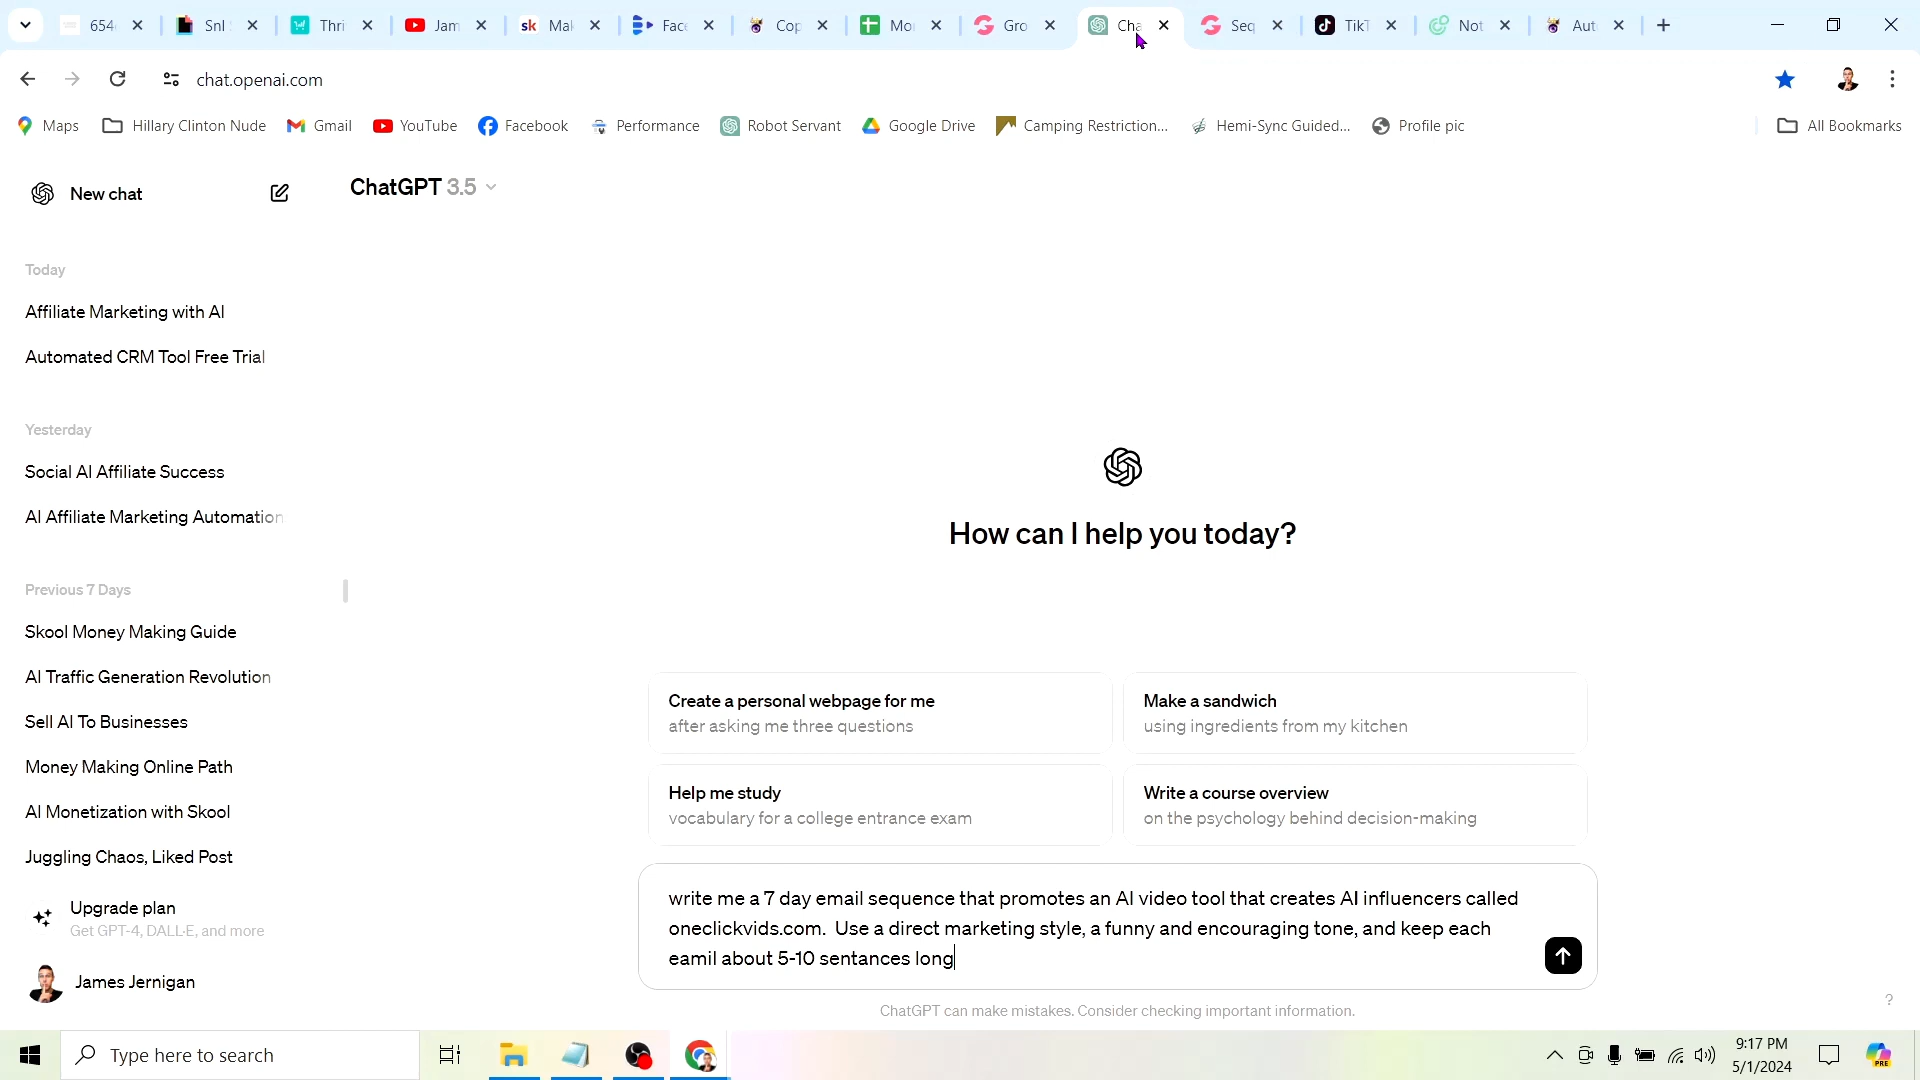 654 Snl Thri Jam Mak Face Cop Mo Gro Cha Seq TikT Not Aut
chat.openai.com
Maps Hillary Clinton Nude Gmail YouTube Facebook Performance Robot Servant Google Drive Camping Restriction... Hemi-Sync Guided... Profile pic All Bookmarks
New chat
ChatGPT 3.5
Today
Affiliate Marketing with AI
Automated CRM Tool Free Trial
Yesterday
Social AI Affiliate Success
AI Affiliate Marketing Automation
Previous 7 Days
Skool Money Making Guide
AI Traffic Generation Revolution
Sell AI To Businesses
Money Making Online Path
AI Monetization with Skool
Juggling Chaos, Liked Post
Upgrade plan
Get GPT-4, DALL·E, and more
James Jernigan
How can I help you today?
Create a personal webpage for me
after asking me three questions
Make a sandwich
using ingredients from my kitchen
Help me study
vocabulary for a college entrance exam
Write a course overview
on the psychology behind decision-making
write me a 7 day email sequence that promotes an AI video tool that creates AI influencers called
oneclickvids.com.  Use a direct marketing style, a funny and encouraging tone, and keep each
eamil about 5-10 sentances long
ChatGPT can make mistakes. Consider checking important information.
?
Type here to search
9:17 PM
5/1/2024
PRE